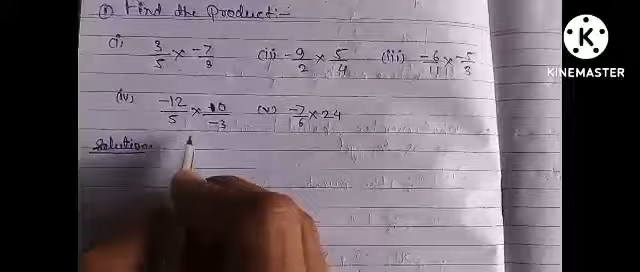 ① Find the Product:-
(i) 3/5 × -7/8 (ii) -9/2 × 5/4 (iii) -6/11 × -5/3
(iv) -12/5 × 10/-3 (v) -7/6 × 24
Solution
KINEMASTER